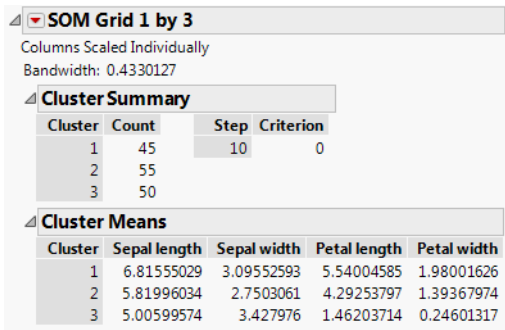 SOM Grid 1 by 3
Columns Scaled Individually
Bandwidth: 0.4330127
Cluster Summary
Cluster Count Step Criterion
1 45 10 0
2 55
3 50
Cluster Means
Cluster Sepal length Sepal width Petal length Petal width
1 6.81555029 3.09552593 5.54004585 1.98001626
2 5.81996034 2.7503061 4.29253791 1.39367974
3 5.00599574 3.427976 1.46203714 0.24601317